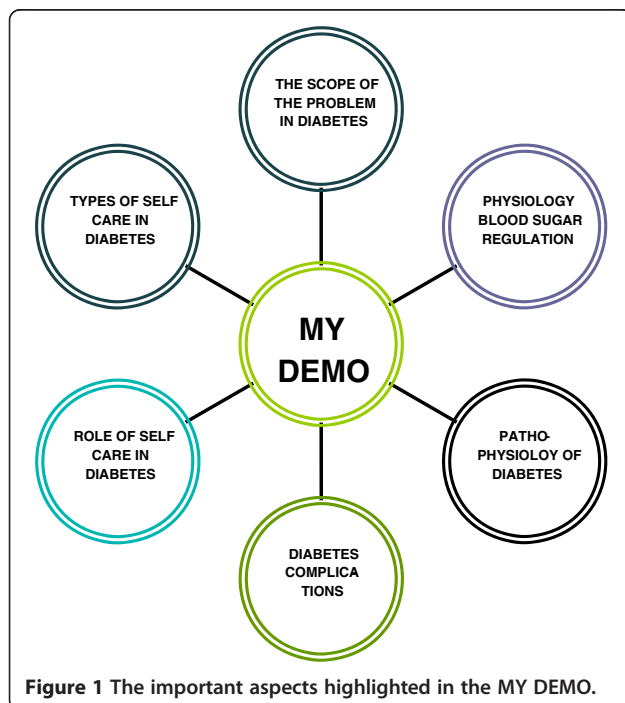 THE SCOPE OF
THE PROBLEM
IN DIABETES
TYPES OF SELF
CARE IN
DIABETES
PHYSIOLOGY
BLOOD SUGAR
REGULATION
MY
DEMO
ROLE OF SELF
CARE IN
DIABETES
PATHO-
PHYSIOLOY OF
DIABETES
DIABETES
COMPLICA
TIONS
Figure 1 The important aspects highlighted in the MY DEMO.